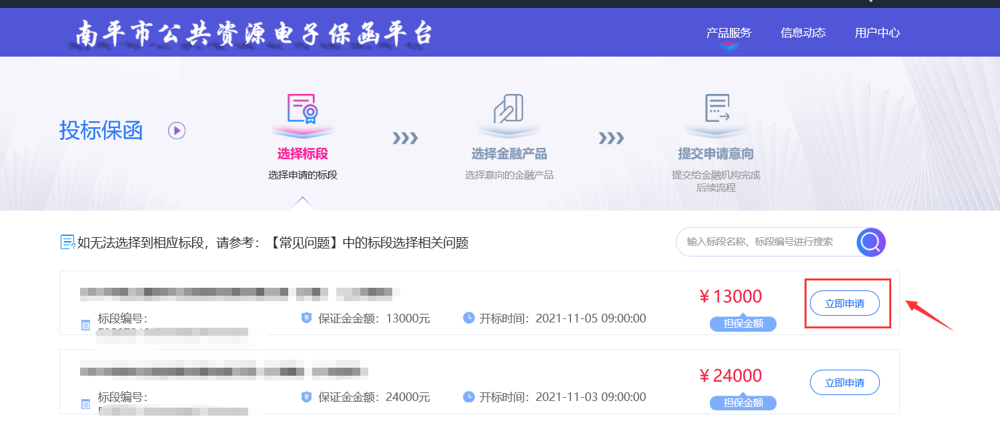 南平市公共资源电子保函平台
产品服务 信息动态 用户中心
投标保函
选择标段
选择申请的标段
选择金融产品
选择意向的金融产品
提交申请意向
提交给金融机构完成
后续流程
如无法选择到相应标段，请参考：【常见问题】中的标段选择相关问题
输入标段名称、标段编号进行搜索
标段编号：
保证金金额：13000元
开标时间：2021-11-05 09:00:00
￥13000
担保金额
立即申请
标段编号：
保证金金额：24000元
开标时间：2021-11-03 09:00:00
￥24000
担保金额
立即申请